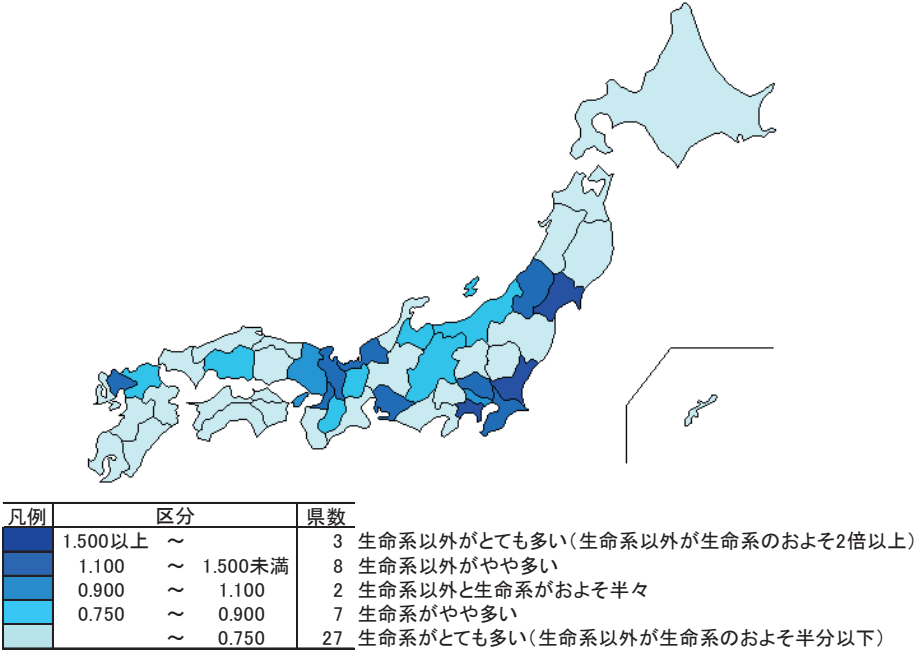 凡例 区分 県数
1.500以上 ～ 3 生命系以外がとても多い(生命系以外が生命系のおよそ2倍以上)
1.100 ～ 1.500未満 8 生命系以外がやや多い
0.900 ～ 1.100 2 生命系以外と生命系がおよそ半々
0.750 ～ 0.900 7 生命系がやや多い
～ 0.750 27 生命系がとても多い(生命系以外が生命系のおよそ半分以下)